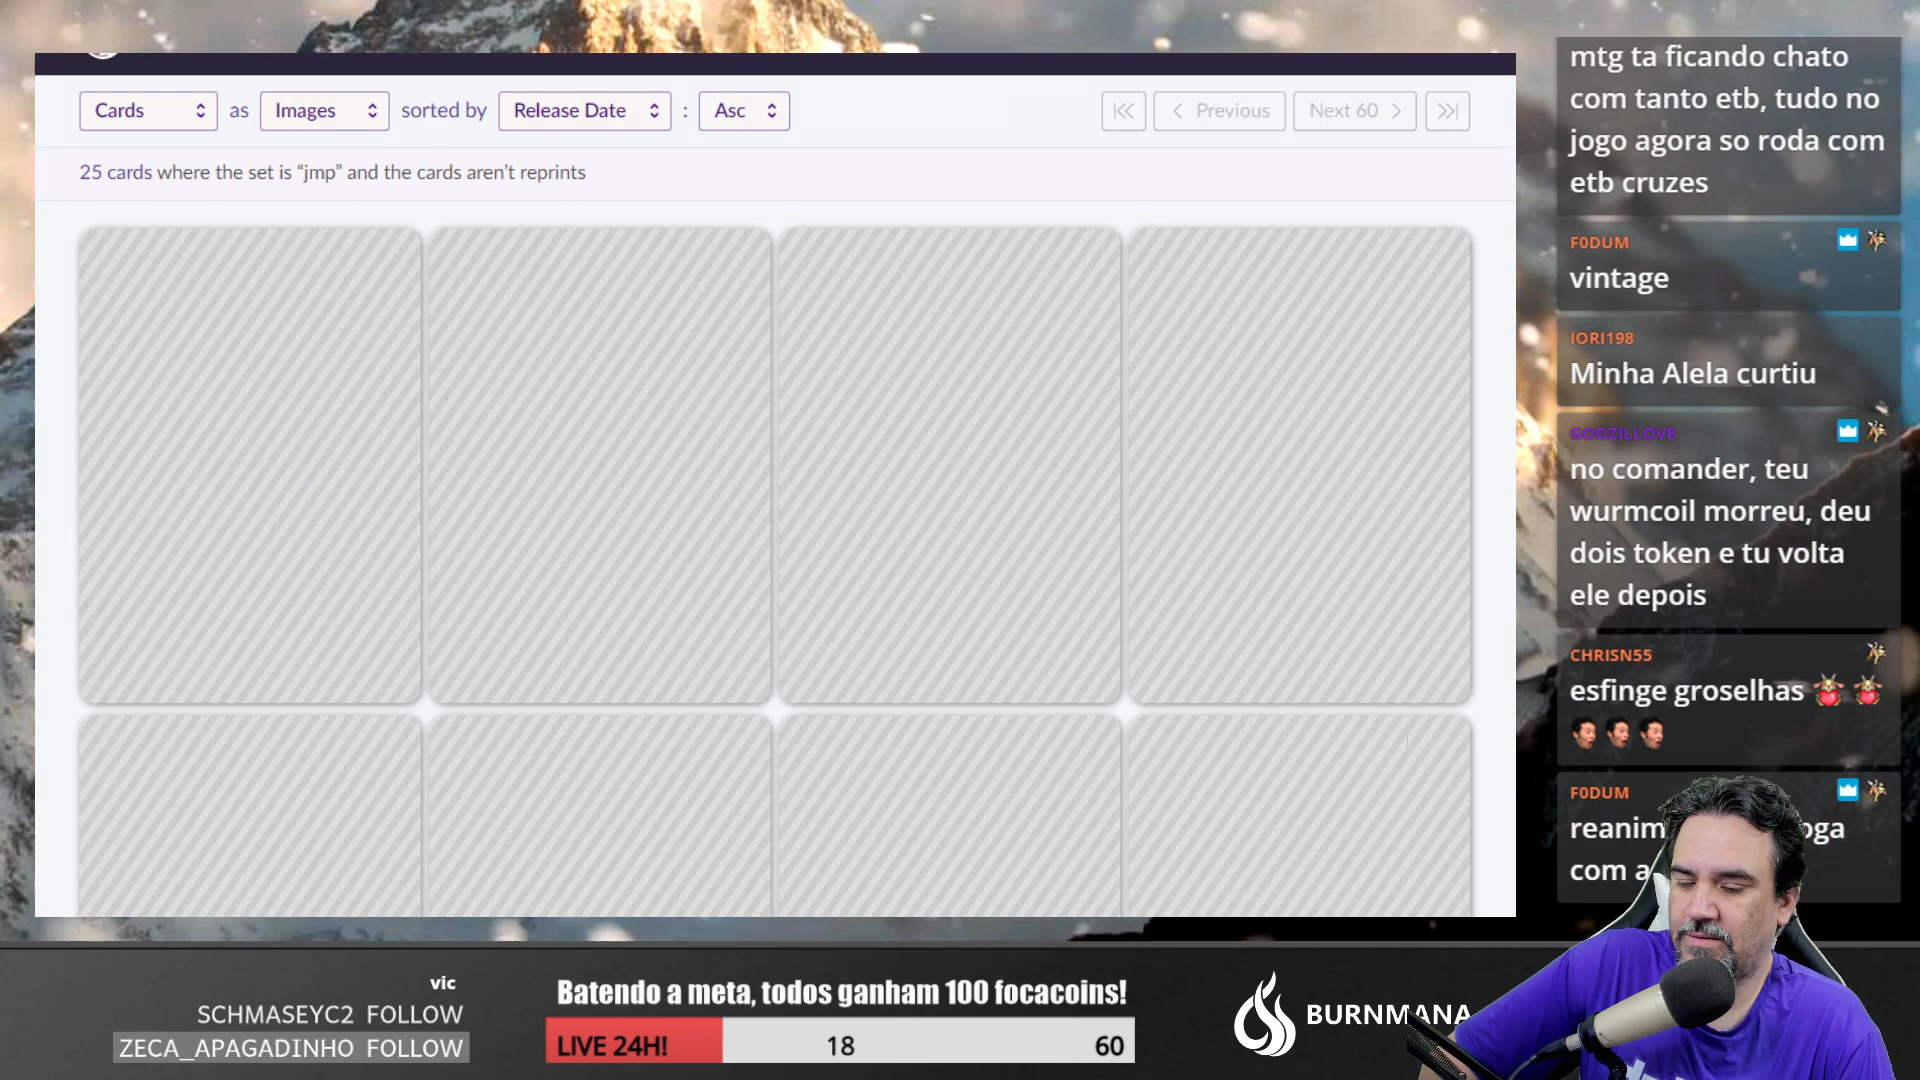 Cards as Images sorted by Release Date : Asc Previous Next 60
25 cards where the set is “jmp” and the cards aren’t reprints
mtg ta ficando chato
com tanto etb, tudo no
jogo agora so roda com
etb cruzes
F0DUM
vintage
IORI198
Minha Alela curtiu
GODZILLOVE
no comander, teu
wurmcoil morreu, deu
dois token e tu volta
ele depois
CHRISN55
esfinge groselhas
F0DUM
com
vic
SCHMASEYC2 FOLLOW
ZECA_APAGADINHO FOLLOW
Batendo a meta, todos ganham 100 focacoins!
LIVE 24H! 18 60
BURNMANA